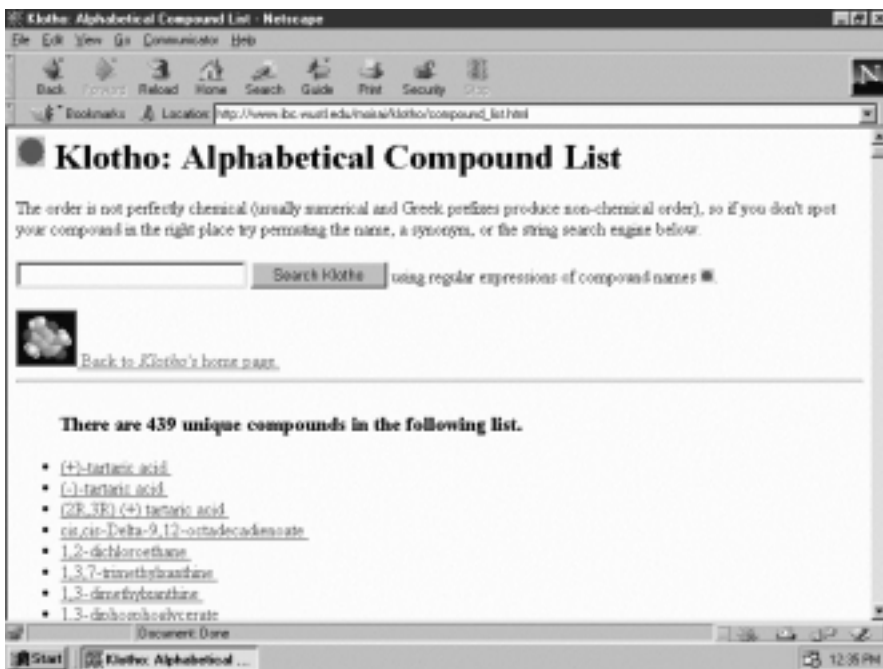 Klotho: Alphabetical Compound List - Netscape
File Edit View Go Communicator Help
Back Forward Reload Home Search Guide Print Security Stop
Bookmarks Location: http://www.ibc.wustl.edu/moirai/klotho/compound_list.html
Klotho: Alphabetical Compound List
The order is not perfectly chemical (usually numerical and Greek prefixes produce non-chemical order), so if you don't spot
your compound in the right place try permuting the name, a synonym, or the string search engine below.
Search Klotho using regular expressions of compound names
Back to Klotho's home page.
There are 439 unique compounds in the following list.
• (+)-tartaric acid
• (-)-tartaric acid
• (2R,3R) (+) tartaric acid
• cis,cis-Delta-9,12-octadecadienoate
• 1,2-dichloroethane
• 1,3,7-trimethylxanthine
• 1,3-dimethylxanthine
• 1,3-diphosphoglycerate
Document: Done
Start Klotho: Alphabetical ... 12:35 PM